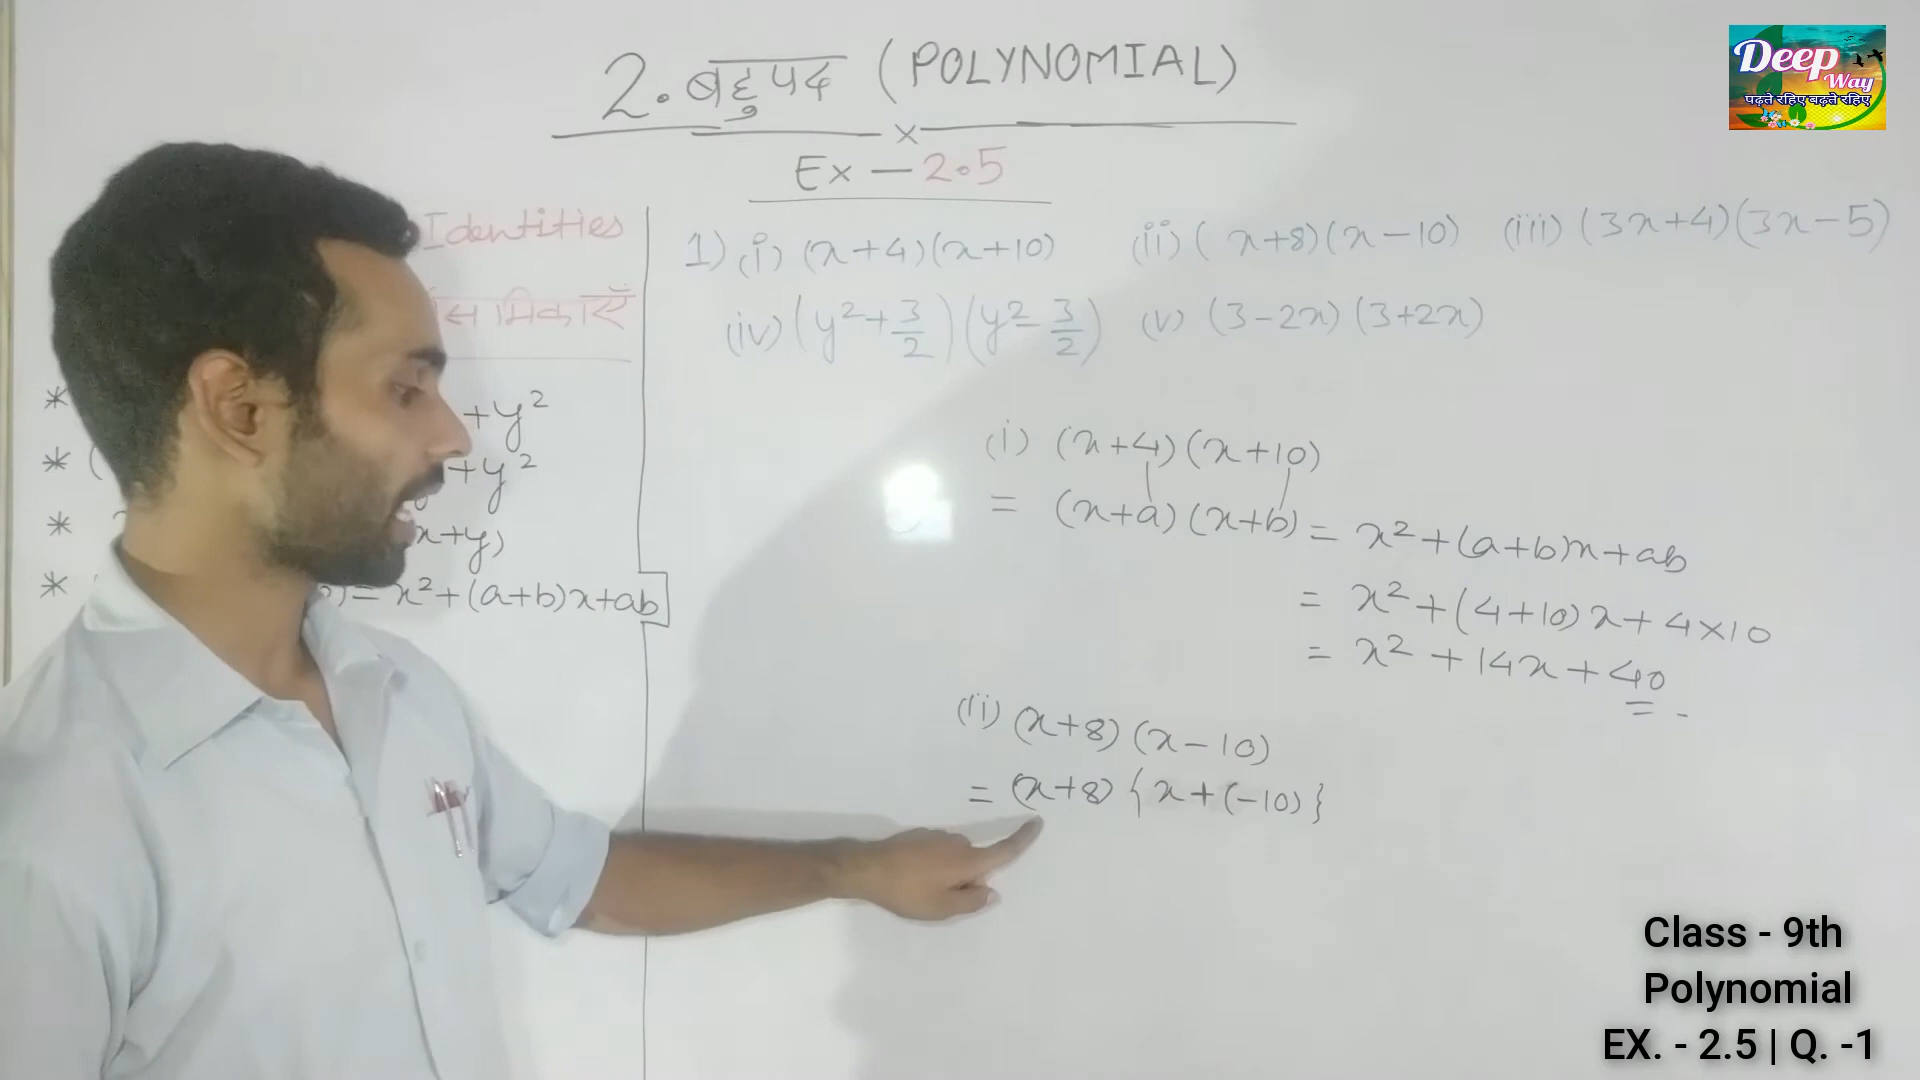 2. बहुपद (POLYNOMIAL)
Ex — 2.5
Identities
1) (i) (x+4)(x+10) (ii) (x+8)(x-10) (iii) (3x+4)(3x-5)
(iv) (y²+3/2)(y²-3/2) (v) (3-2x)(3+2x)
* +y²
* ( +y²
* x+y)
* )=x²+(a+b)x+ab
(i) (x+4)(x+10)
= (x+a)(x+b) = x²+(a+b)x+ab
= x²+(4+10)x+4×10
= x²+14x+40
(ii) (x+8)(x-10)
= (x+8){x+(-10)}
Deep
Way
पढ़ते रहिए बढ़ते रहिए
Class - 9th
Polynomial
EX. - 2.5 | Q. -1